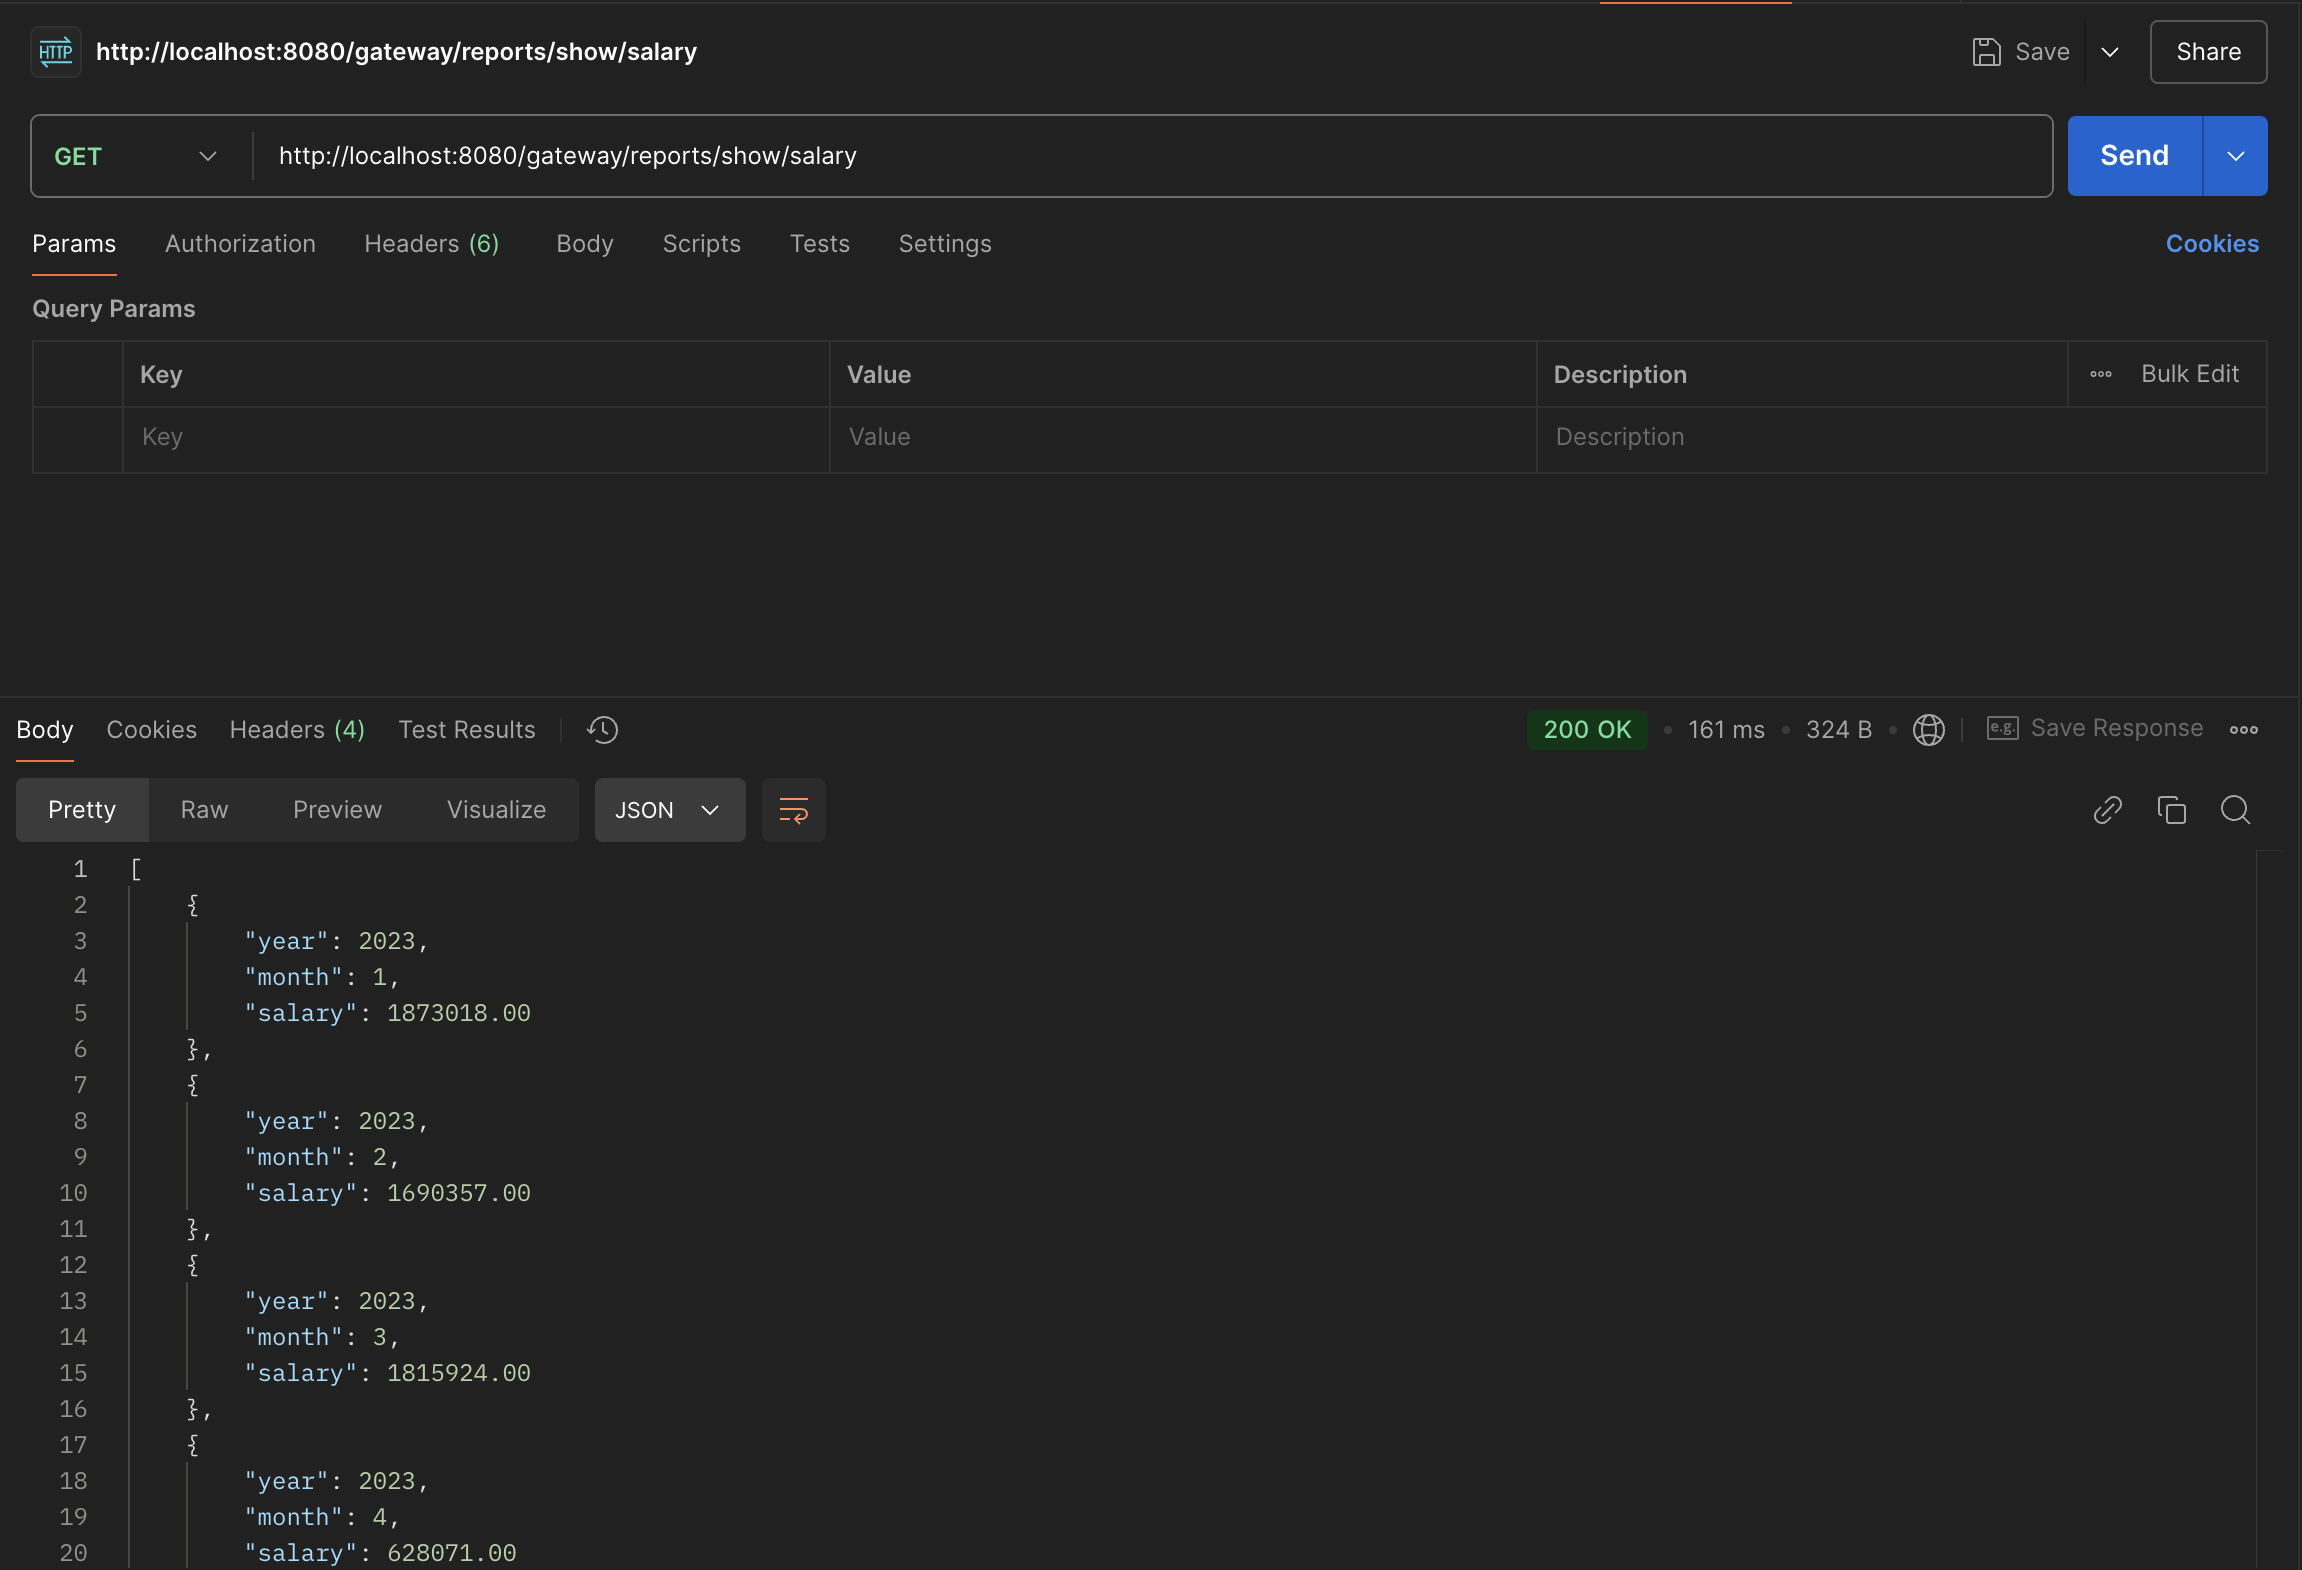 HTTP http://localhost:8080/gateway/reports/show/salary Save Share
GET http://localhost:8080/gateway/reports/show/salary Send
Params Authorization Headers (6) Body Scripts Tests Settings Cookies
Query Params
Key Value Description Bulk Edit
Key Value Description
Body Cookies Headers (4) Test Results 200 OK • 161 ms • 324 B • e.g. Save Response
Pretty Raw Preview Visualize JSON
1 [
2 {
3 "year": 2023,
4 "month": 1,
5 "salary": 1873018.00
6 },
7 {
8 "year": 2023,
9 "month": 2,
10 "salary": 1690357.00
11 },
12 {
13 "year": 2023,
14 "month": 3,
15 "salary": 1815924.00
16 },
17 {
18 "year": 2023,
19 "month": 4,
20 "salary": 628071.00